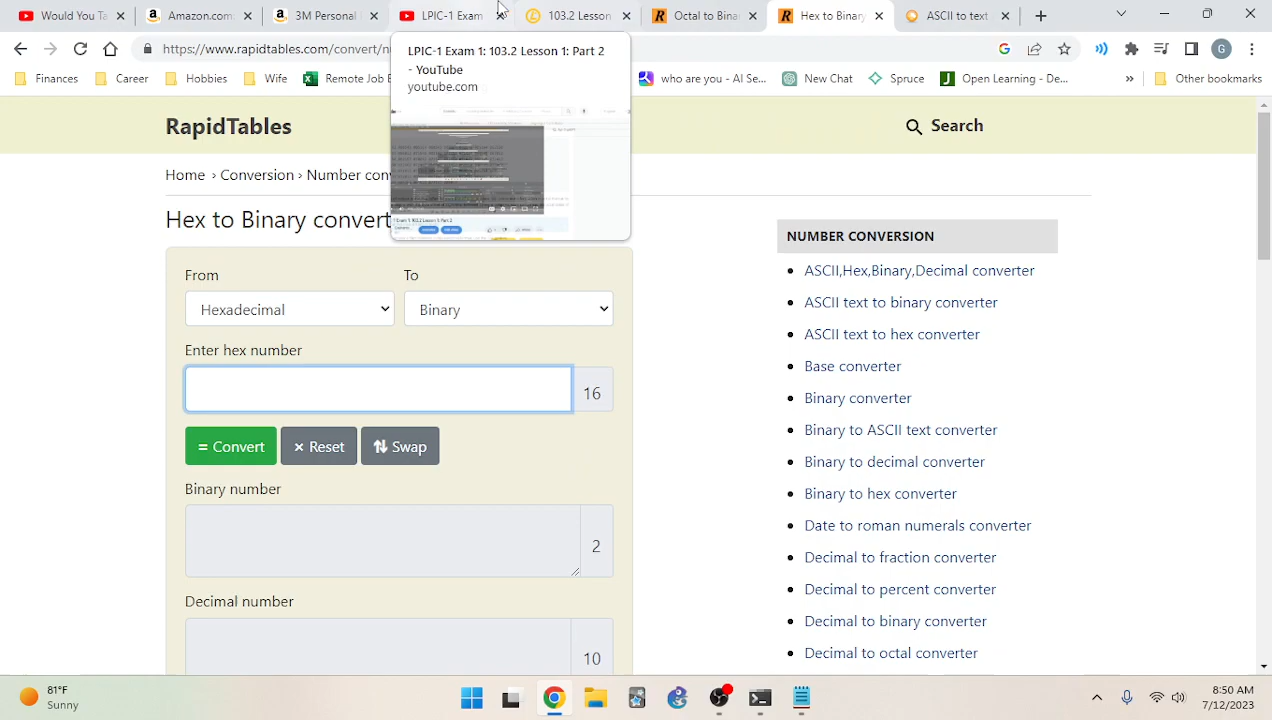 Would You Ta
Amazon.com:
3M Personal
LPIC-1 Exam
103.2 Lesson
Octal to Binar
Hex to Binary
ASCII to text
https://www.rapidtables.com/convert/n
G
Finances
Career
Hobbies
Wife
Remote Job
who are you - AI Se...
New Chat
Spruce
Open Learning - De...
»
Other bookmarks
LPIC-1 Exam 1: 103.2 Lesson 1: Part 2
- YouTube
youtube.com
RapidTables
Search
Home › Conversion › Number con
Hex to Binary convert
From
To
Hexadecimal
Binary
Enter hex number
16
= Convert
× Reset
Swap
Binary number
2
Decimal number
10
NUMBER
ASCII,Hex,Binary,Decimal converter
ASCII text to binary converter
ASCII text to hex converter
Base converter
Binary converter
Binary to ASCII text converter
Binary to decimal converter
Binary to hex converter
Date to roman numerals converter
Decimal to fraction converter
Decimal to percent converter
Decimal to binary converter
Decimal to octal converter
81°F
Sunny
8:50 AM
7/12/2023